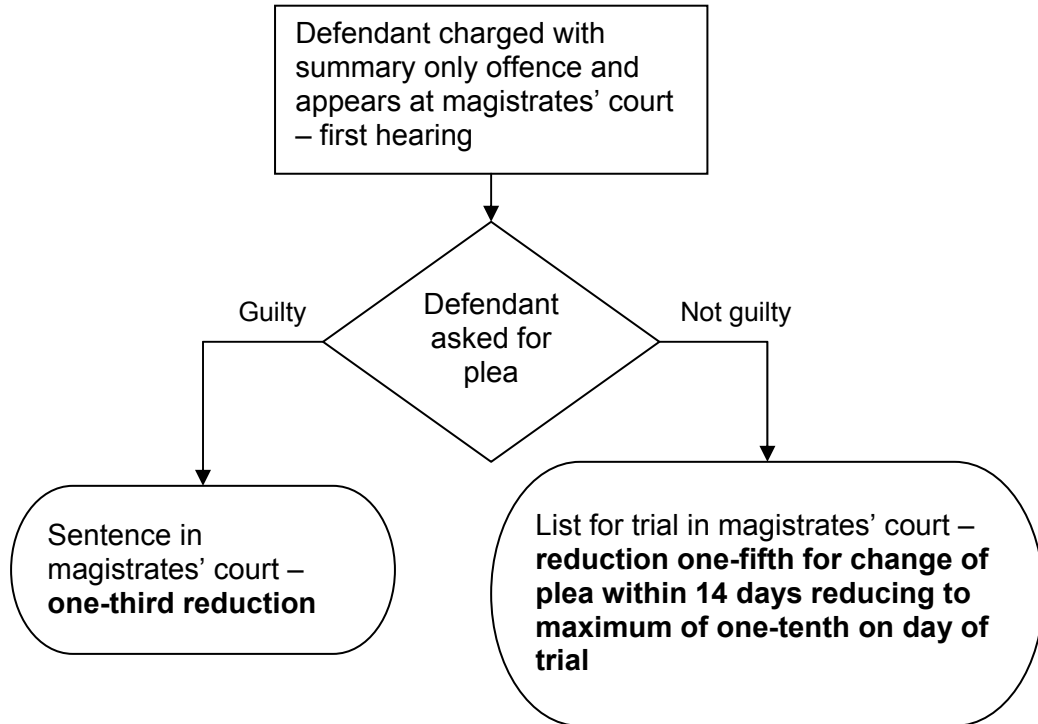 Defendant charged with
summary only offence and
appears at magistrates’ court
– first hearing
Guilty
Defendant
asked for
plea
Not guilty
Sentence in
magistrates’ court –
one-third reduction
List for trial in magistrates’ court –
reduction one-fifth for change of
plea within 14 days reducing to
maximum of one-tenth on day of
trial